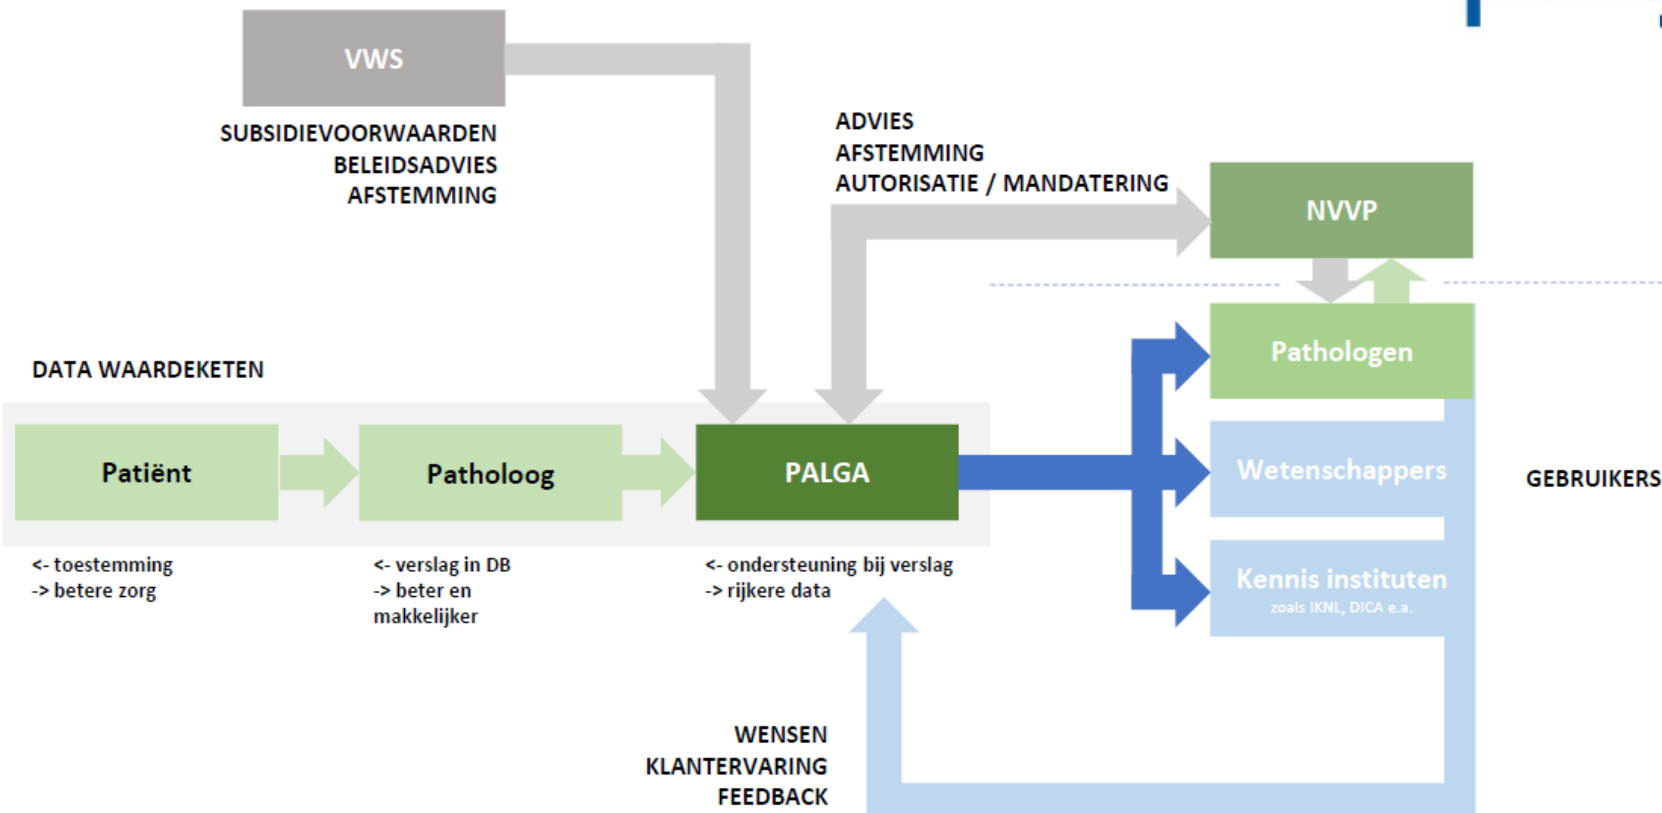 VWS
SUBSIDIEVOORWAARDEN
BELEIDSADVIES
AFSTEMMING
ADVIES
AFSTEMMING
AUTORISATIE / MANDATERING
NVVP
Pathologen
DATA WAARDEKETEN
Patiënt
Patholoog
PALGA
Wetenschappers
GEBRUIKERS
<- toestemming
-> betere zorg
<- verslag in DB
-> beter en
makkelijker
<- ondersteuning bij verslag
-> rijkere data
Kennis instituten
zoals IKNL, DICA e.a.
WENSEN
KLANTERVARING
FEEDBACK